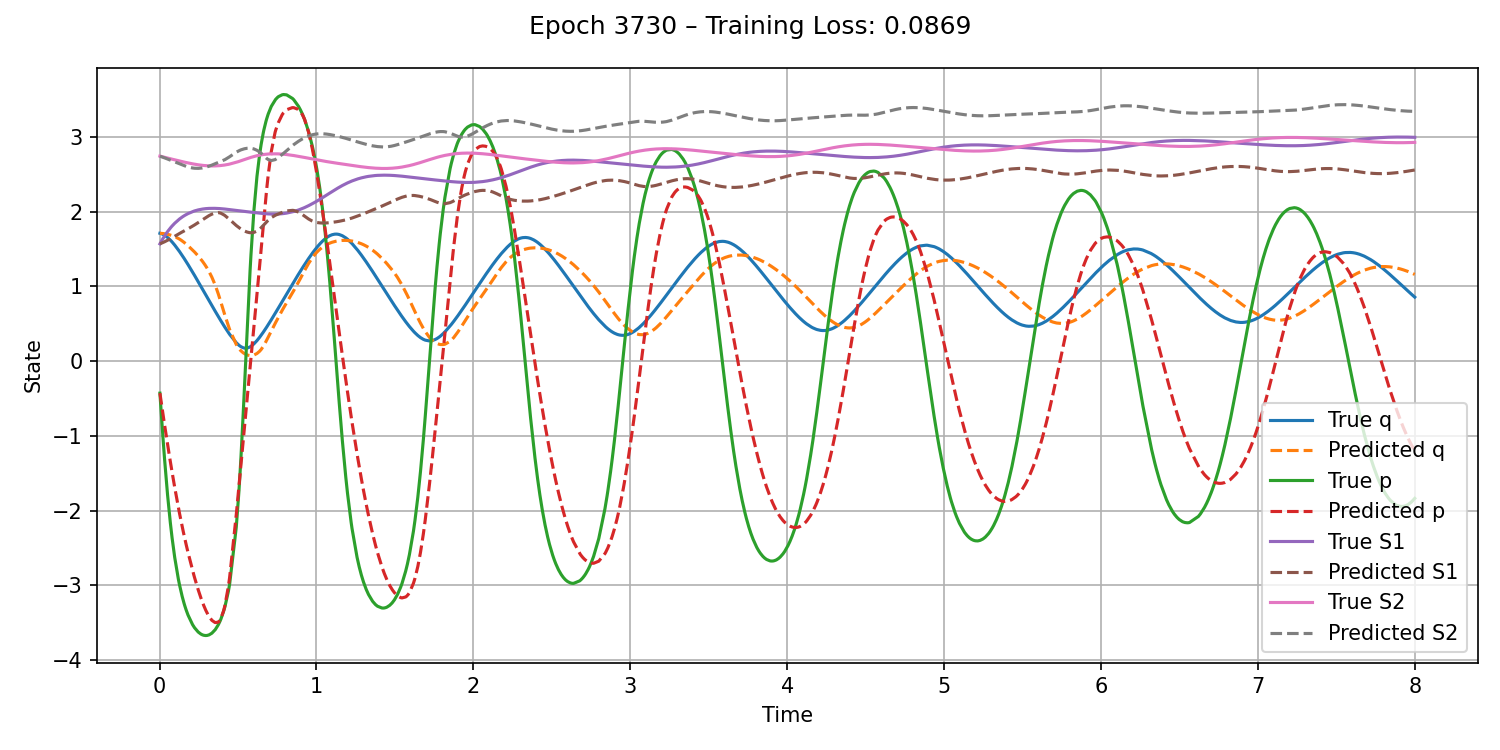 Epoch 3730 – Training Loss: 0.0869
State
3
2
1
0
−1
−2
−3
−4
0 1 2 3 4 5 6 7 8
Time
True q
Predicted q
True p
Predicted p
True S1
Predicted S1
True S2
Predicted S2